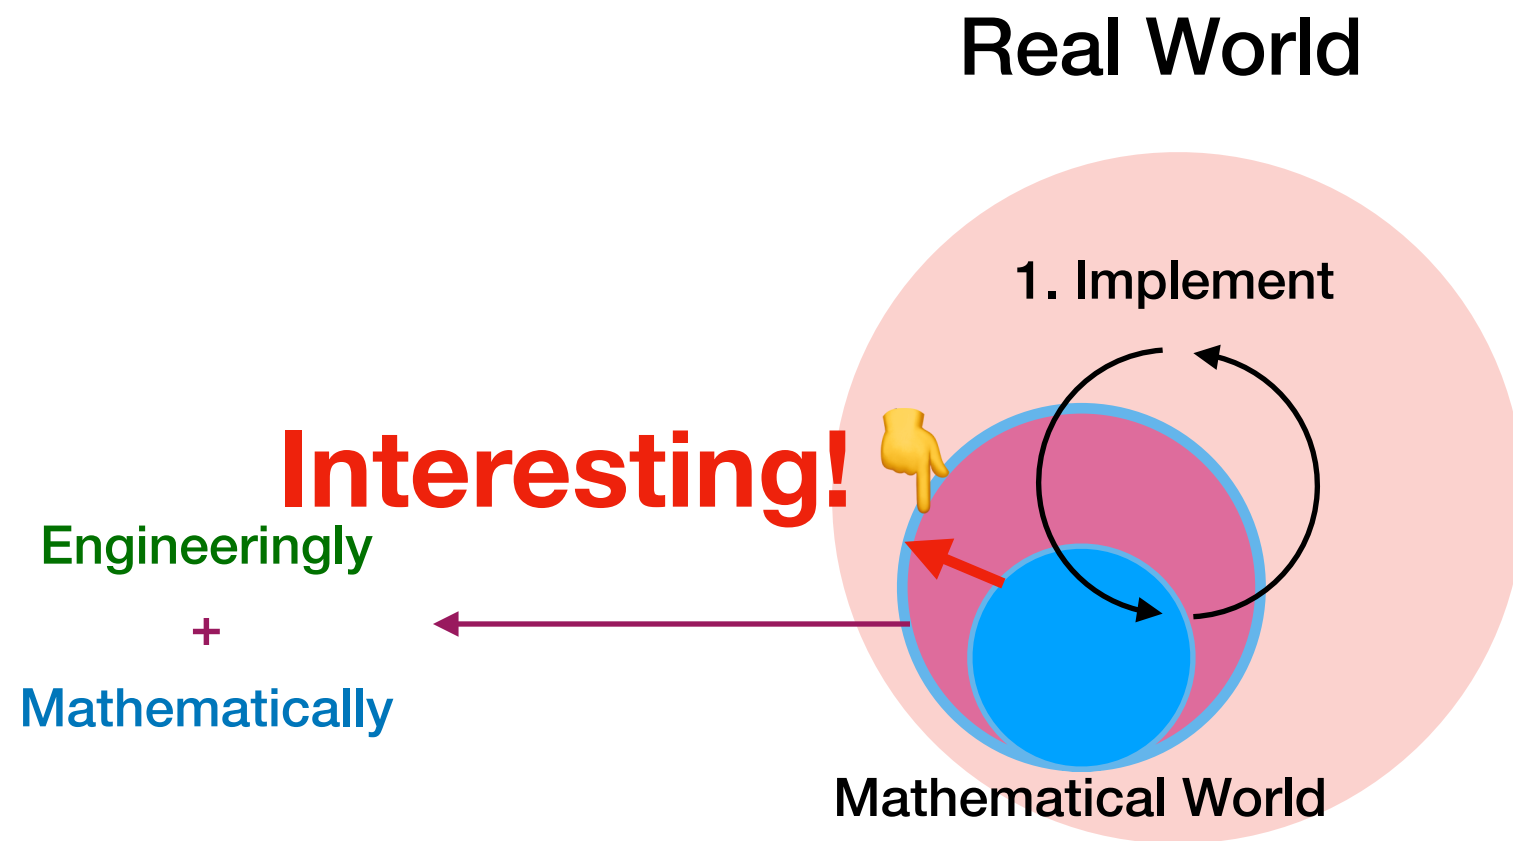 Real World
1. Implement
Interesting!
Engineeringly
+
Mathematically
Mathematical World